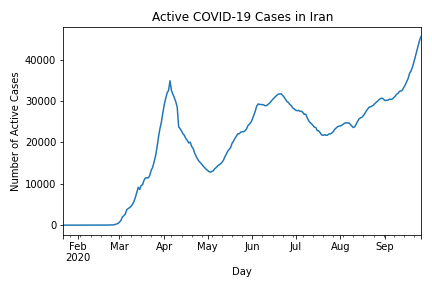 Active COVID-19 Cases in Iran
Number of Active Cases
40000
30000
20000
10000
0
Feb Mar Apr May Jun Jul Aug Sep
2020
Day